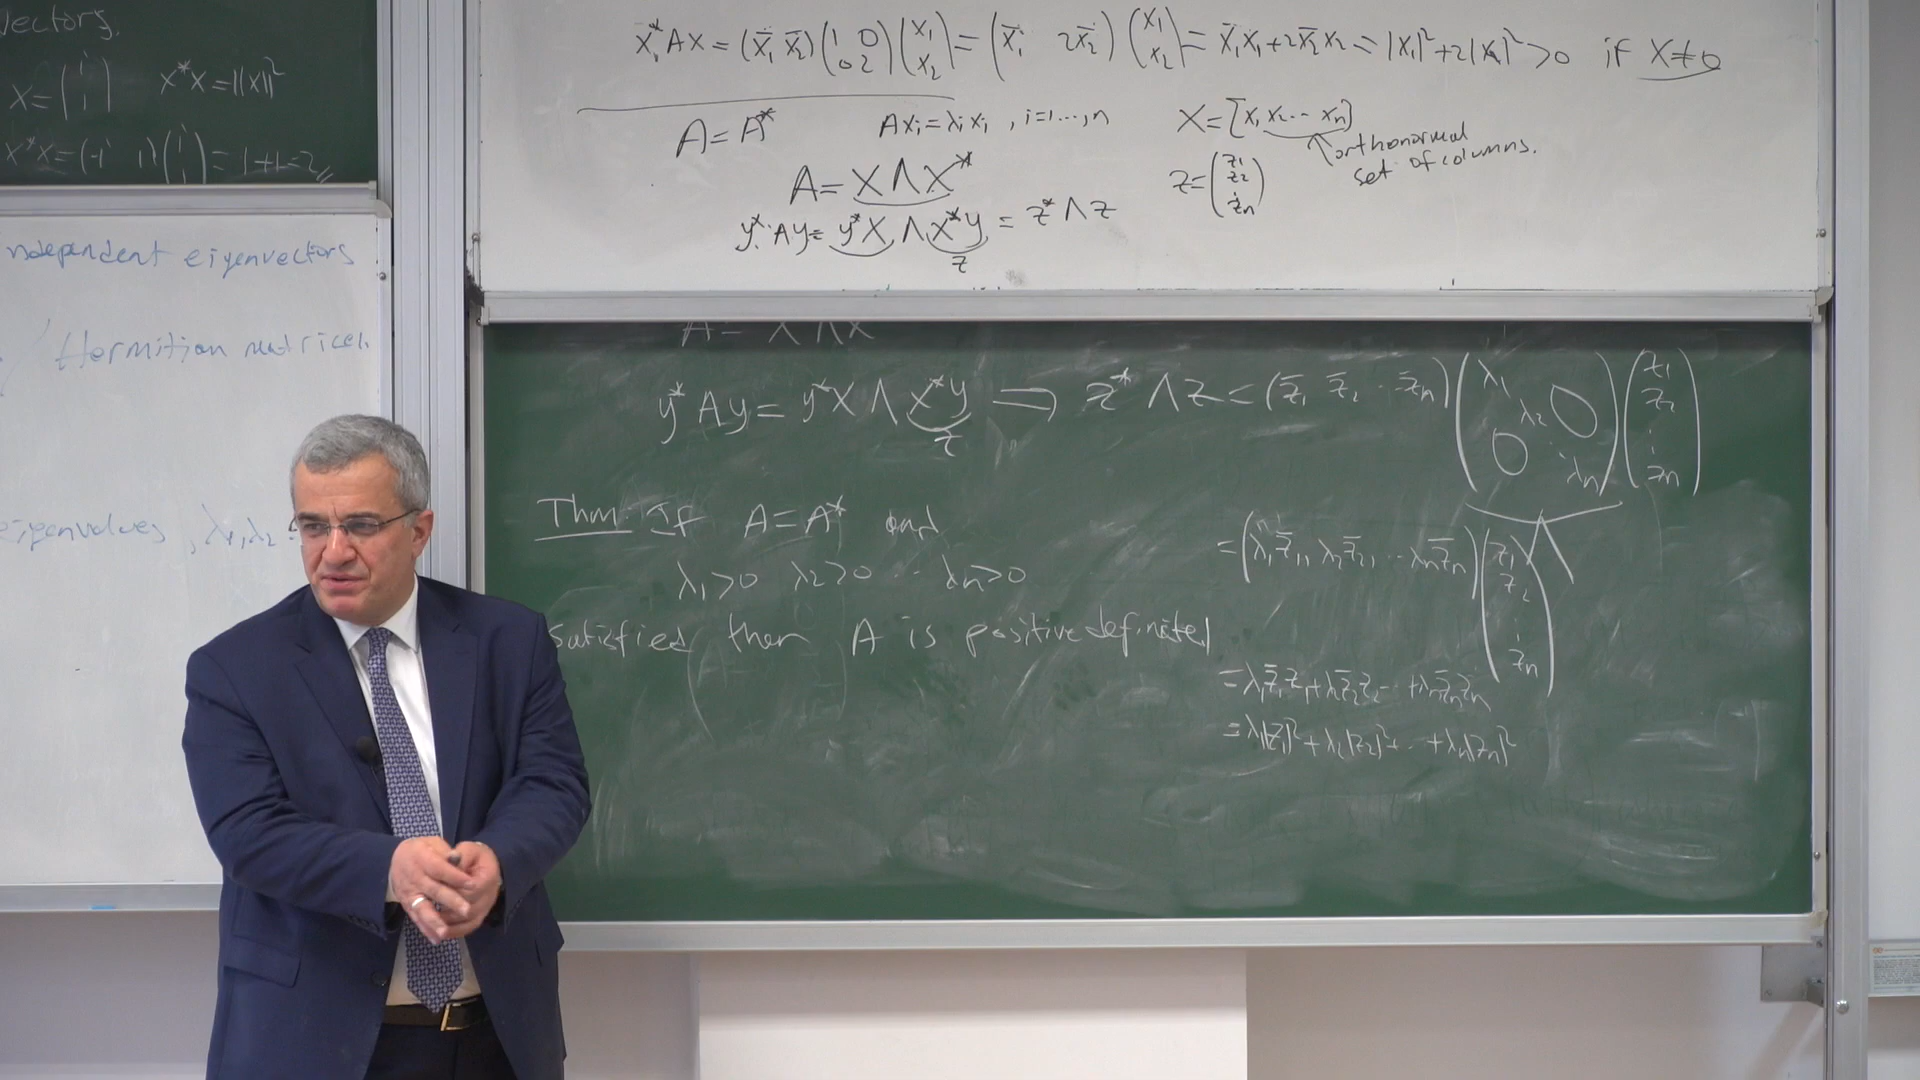 vectors.
X = (i 1) x*x = ||x||²
x*x = (-i 1)(i 1) = 1+1 = 2
ndependent eigenvectors
Hermition matrices
eigenvalues, λ1, λ2
x*Ax = (x̄1 x̄2)(1 0 0 2)(x1 x2) = (x̄1 2x̄2)(x1 x2) = x̄1x1+2x̄2x2 = |x1|²+2|x2|² > 0 if X≠0
A = A* Axi = λixi, i=1...,n X = [x1 x2 ... xn]
orthonormal
set of columns.
A = XΛX* z = (z1 z2 ⋮ zn)
y*Ay = y*XΛX*y = z*Λz
z
A = XΛX
y*Ay = y*XΛX*y ⟹ z*Λz = (z̄1 z̄2 ... z̄n)(λ1 λ2 0 0 ⋱ λn)(z1 z2 ⋮ zn)
z
Λ
Thm: If A = A* and
λ1>0 λ2>0 ... λn>0
satisfied then A is positive definite
= (λ1z̄1, λ2z̄2, ... λnz̄n)(z1 z2 ⋮ zn)
= λ1z̄1z1+λ2z̄2z2 ... +λnz̄nzn
= λ1|z1|²+λ2|z2|²+...+λn|zn|²